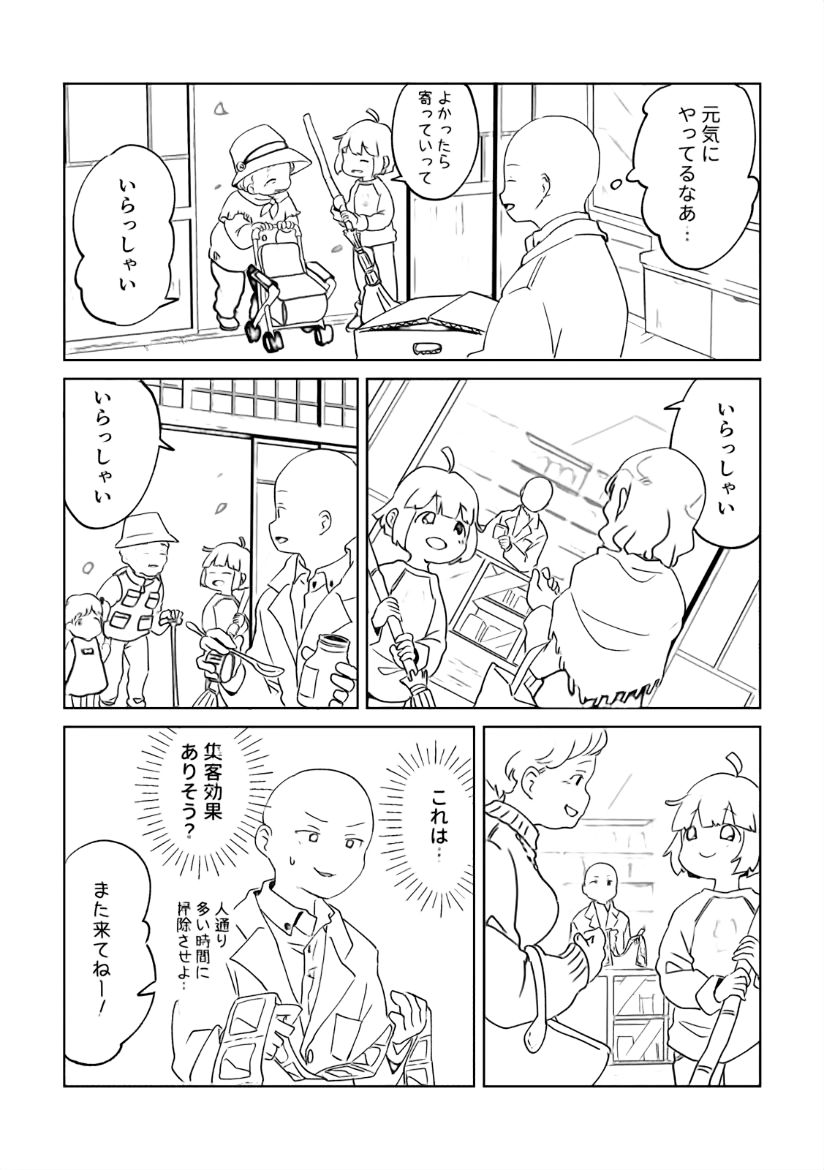 元気に
やってるなあ…
よかったら
寄っていって
いらっしゃい
いらっしゃい
いらっしゃい
これは…
集客効果
ありそう？
人通り
多い時間に
掃除させよ…
また来てねー！